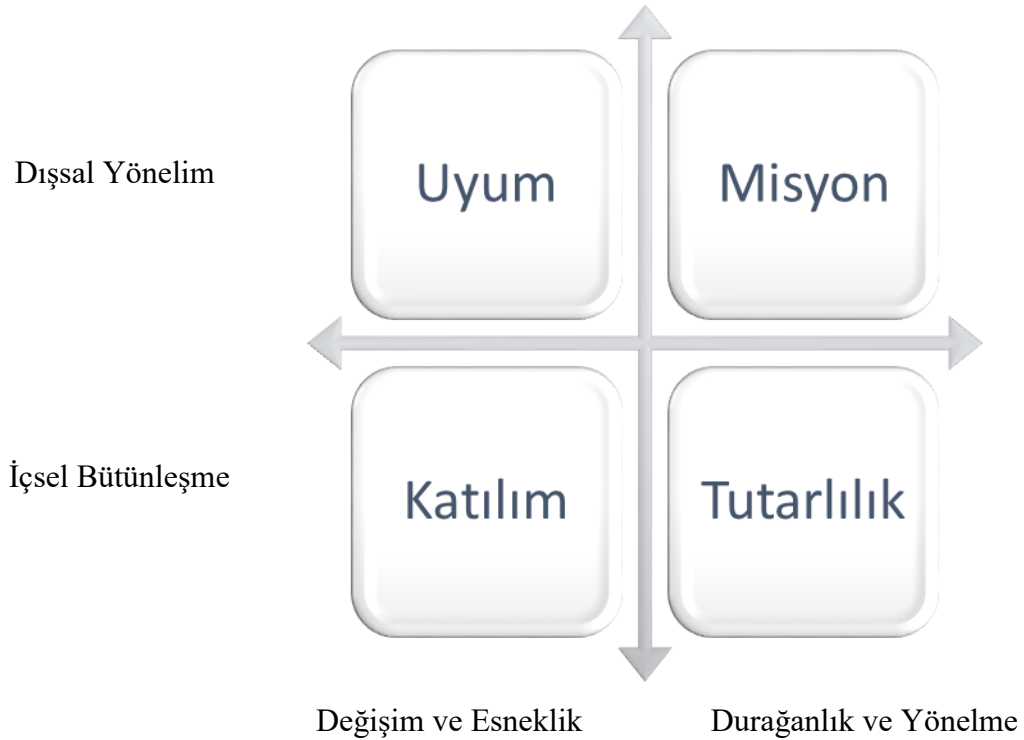 Dışsal Yönelim
Uyum
Misyon
İçsel Bütünleşme
Katılım
Tutarlılık
Değişim ve Esneklik
Durağanlık ve Yönelme